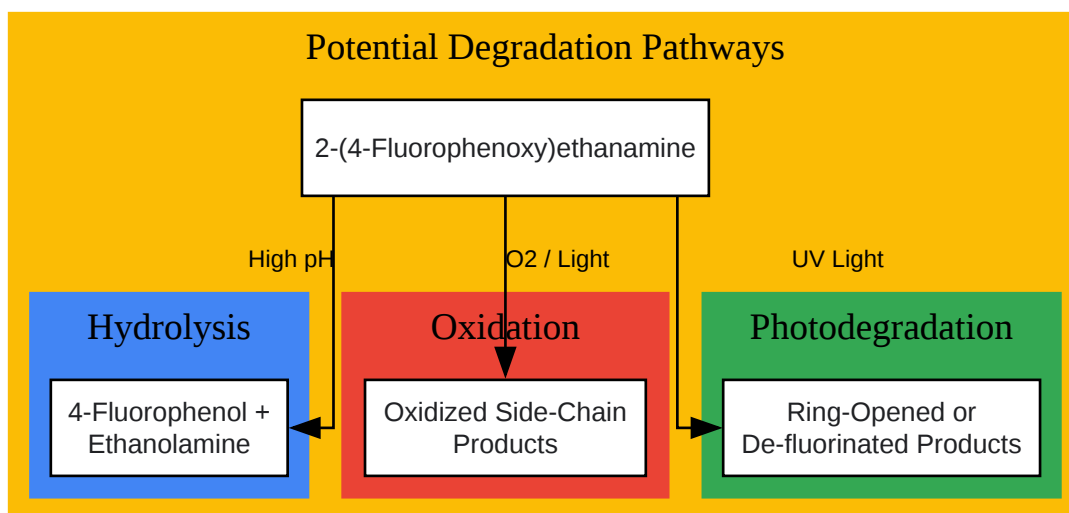 Potential Degradation Pathways
2-(4-Fluorophenoxy)ethanamine
High pH
O2 / Light
UV Light
Hydrolysis
Oxidation
Photodegradation
4-Fluorophenol +
Ethanolamine
Oxidized Side-Chain
Products
Ring-Opened or
De-fluorinated Products